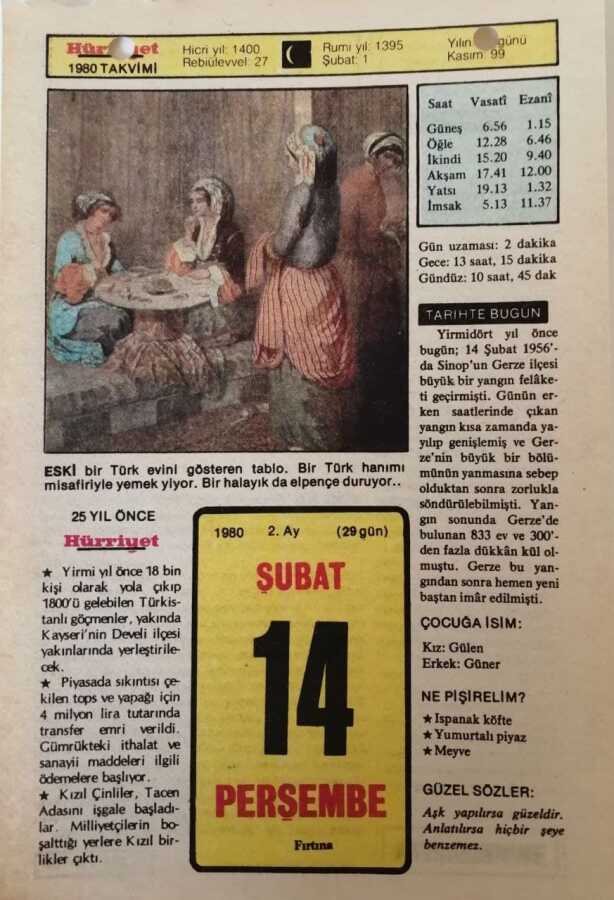 Hürriyet
1980 TAKVİMİ
Hicri yıl: 1400
Rebiülevvel: 27
Rumi yıl: 1395
Şubat: 1
Yılın günü
Kasım 99
Saat Vasatî Ezanî
Güneş 6.56 1.15
Öğle 12.28 6.46
İkindi 15.20 9.40
Akşam 17.41 12.00
Yatsı 19.13 1.32
İmsak 5.13 11.37
Gün uzaması: 2 dakika
Gece: 13 saat, 15 dakika
Gündüz: 10 saat, 45 dak
TARİHTE BUGÜN
Yirmidört yıl önce
bugün; 14 Şubat 1956'-
da Sinop'un Gerze ilçesi
büyük bir yangın felâke-
ti geçirmişti. Günün er-
ken saatlerinde çıkan
yangın kısa zamanda ya-
yılıp genişlemiş ve Ger-
ze'nin büyük bir bölü-
münün yanmasına sebep
olduktan sonra zorlukla
söndürülebilmişti. Yan-
gın sonunda Gerze'de
bulunan 833 ev ve 300'-
den fazla dükkân kül ol-
muştu. Gerze bu yan-
gından sonra hemen yeni
baştan imâr edilmişti.
ÇOCUĞA İSİM:
Kız: Gülen
Erkek: Güner
NE PİŞİRELİM?
★ Ispanak köfte
★ Yumurtalı piyaz
★ Meyve
GÜZEL SÖZLER:
Aşk yapılırsa güzeldir.
Anlatılırsa hiçbir şeye
benzemez.
ESKİ bir Türk evini gösteren tablo. Bir Türk hanımı
misafiriyle yemek yiyor. Bir halayık da elpençe duruyor..
25 YIL ÖNCE
Hürriyet
★ Yirmi yıl önce 18 bin
kişi olarak yola çıkıp
1800'ü gelebilen Türkis-
tanlı göçmenler, yakında
Kayseri'nin Develi ilçesi
yakınlarında yerleştirile-
cek.
★ Piyasada sıkıntısı çe-
kilen tops ve yapağı için
4 milyon lira tutarında
transfer emri verildi.
Gümrükteki ithalat ve
sanayii maddeleri ilgili
ödemelere başlıyor.
★ Kızıl Çinliler, Tacen
Adasını işgale başladı-
lar. Milliyetçilerin bo-
şalttığı yerlere Kızıl bir-
likler çıktı.
1980 2. Ay (29 gün)
ŞUBAT
14
PERŞEMBE
Fırtına